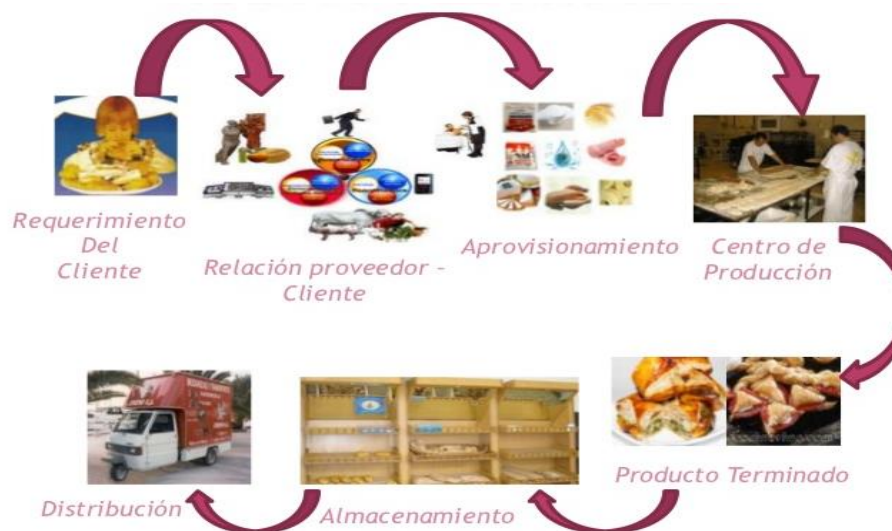 Requerimiento
Del
Cliente
Relación proveedor –
Cliente
Aprovisionamiento
Centro de
Producción
Producto Terminado
Almacenamiento
Distribución